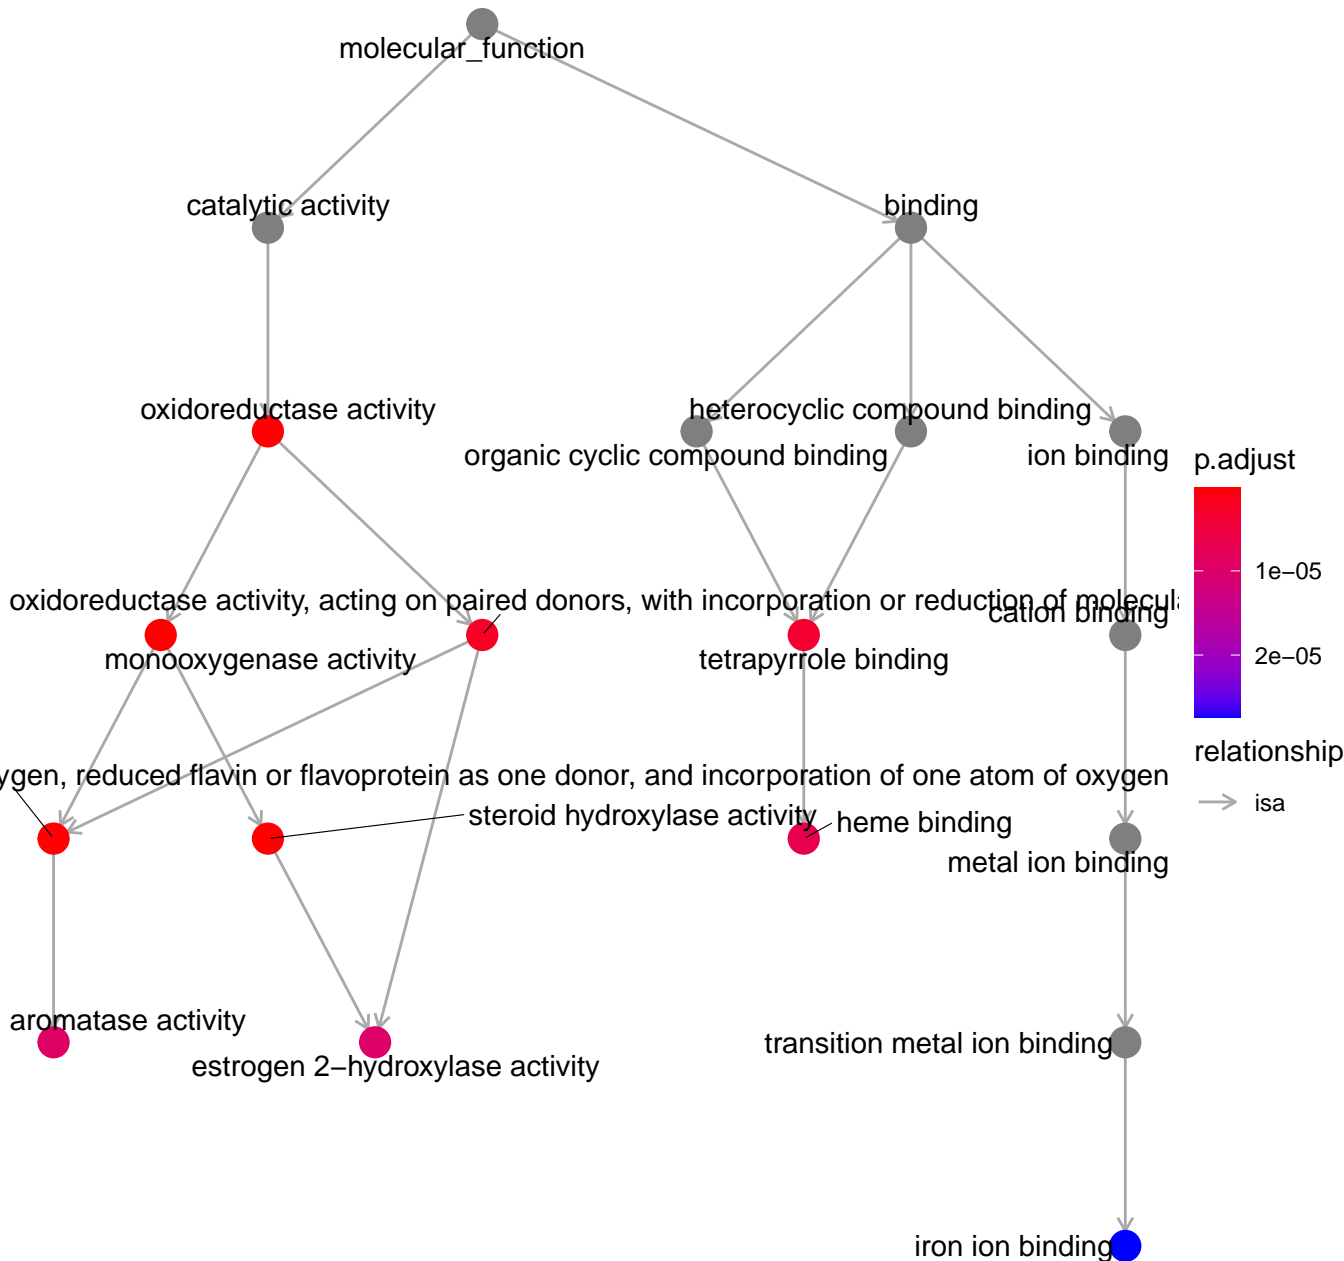 molecular_function
catalytic activity
binding
oxidoreductase activity
heterocyclic compound binding
organic cyclic compound binding
ion binding
p.adjust
1e−05
2e−05
oxidoreductase activity, acting on paired donors, with incorporation or reduction of
cation binding
monooxygenase activity
tetrapyrrole binding
relationship
isa
reduced flavin or flavoprotein as one donor, and incorporation of one atom of oxygen
steroid hydroxylase activity
heme binding
metal ion binding
aromatase activity
transition metal ion binding
estrogen 2−hydroxylase activity
iron ion binding